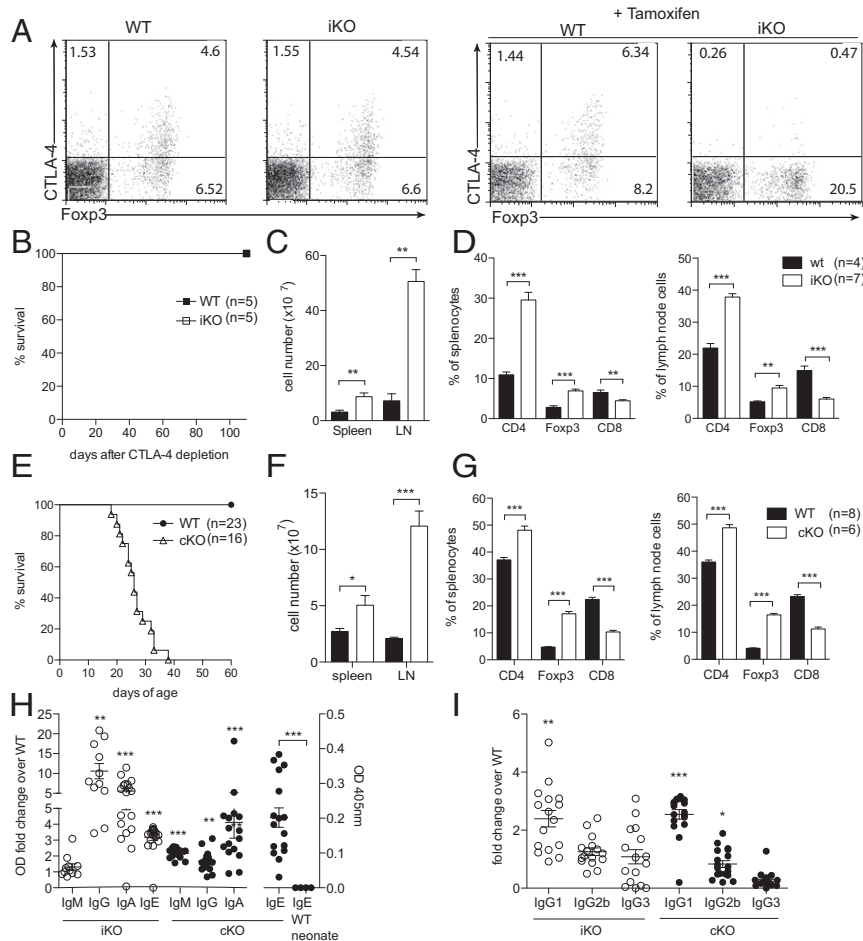 A
WT
iKO
+ Tamoxifen
WT
iKO
1.53
4.6
6.52
1.55
4.54
6.6
1.44
6.34
8.2
0.26
0.47
20.5
CTLA-4
Foxp3
CTLA-4
Foxp3
B
% survival
100
80
60
40
20
0
WT (n=5)
iKO (n=5)
0 20 40 60 80 100
days after CTLA-4 depletion
C
cell number (x10 7)
60
40
20
0
**
**
Spleen
LN
D
% of splenocytes
40
30
20
10
0
***
***
**
CD4
Foxp3
CD8
% of lymph node cells
50
40
30
20
10
0
***
**
***
CD4
Foxp3
CD8
wt (n=4)
iKO (n=7)
E
% survival
100
80
60
40
20
0
WT (n=23)
cKO (n=16)
0 20 40 60
days of age
F
cell number (x10⁷)
15
10
5
0
*
***
spleen
LN
G
% of splenocytes
60
50
40
30
20
10
0
***
***
***
CD4
Foxp3
CD8
% of lymph node cells
60
50
40
30
20
10
0
***
***
***
CD4
Foxp3
CD8
WT (n=8)
cKO (n=6)
H
OD fold change over WT
25
20
15
10
5
4
3
2
1
0
**
***
***
***
**
***
***
0.5
0.4
0.3
0.2
0.1
0.0
OD 405nm
IgM IgG IgA IgE IgM IgG IgA IgE IgE
iKO
cKO
WT
neonate
I
fold change over WT
6
4
2
0
**
***
*
IgG1 IgG2b IgG3 IgG1 IgG2b IgG3
iKO
cKO